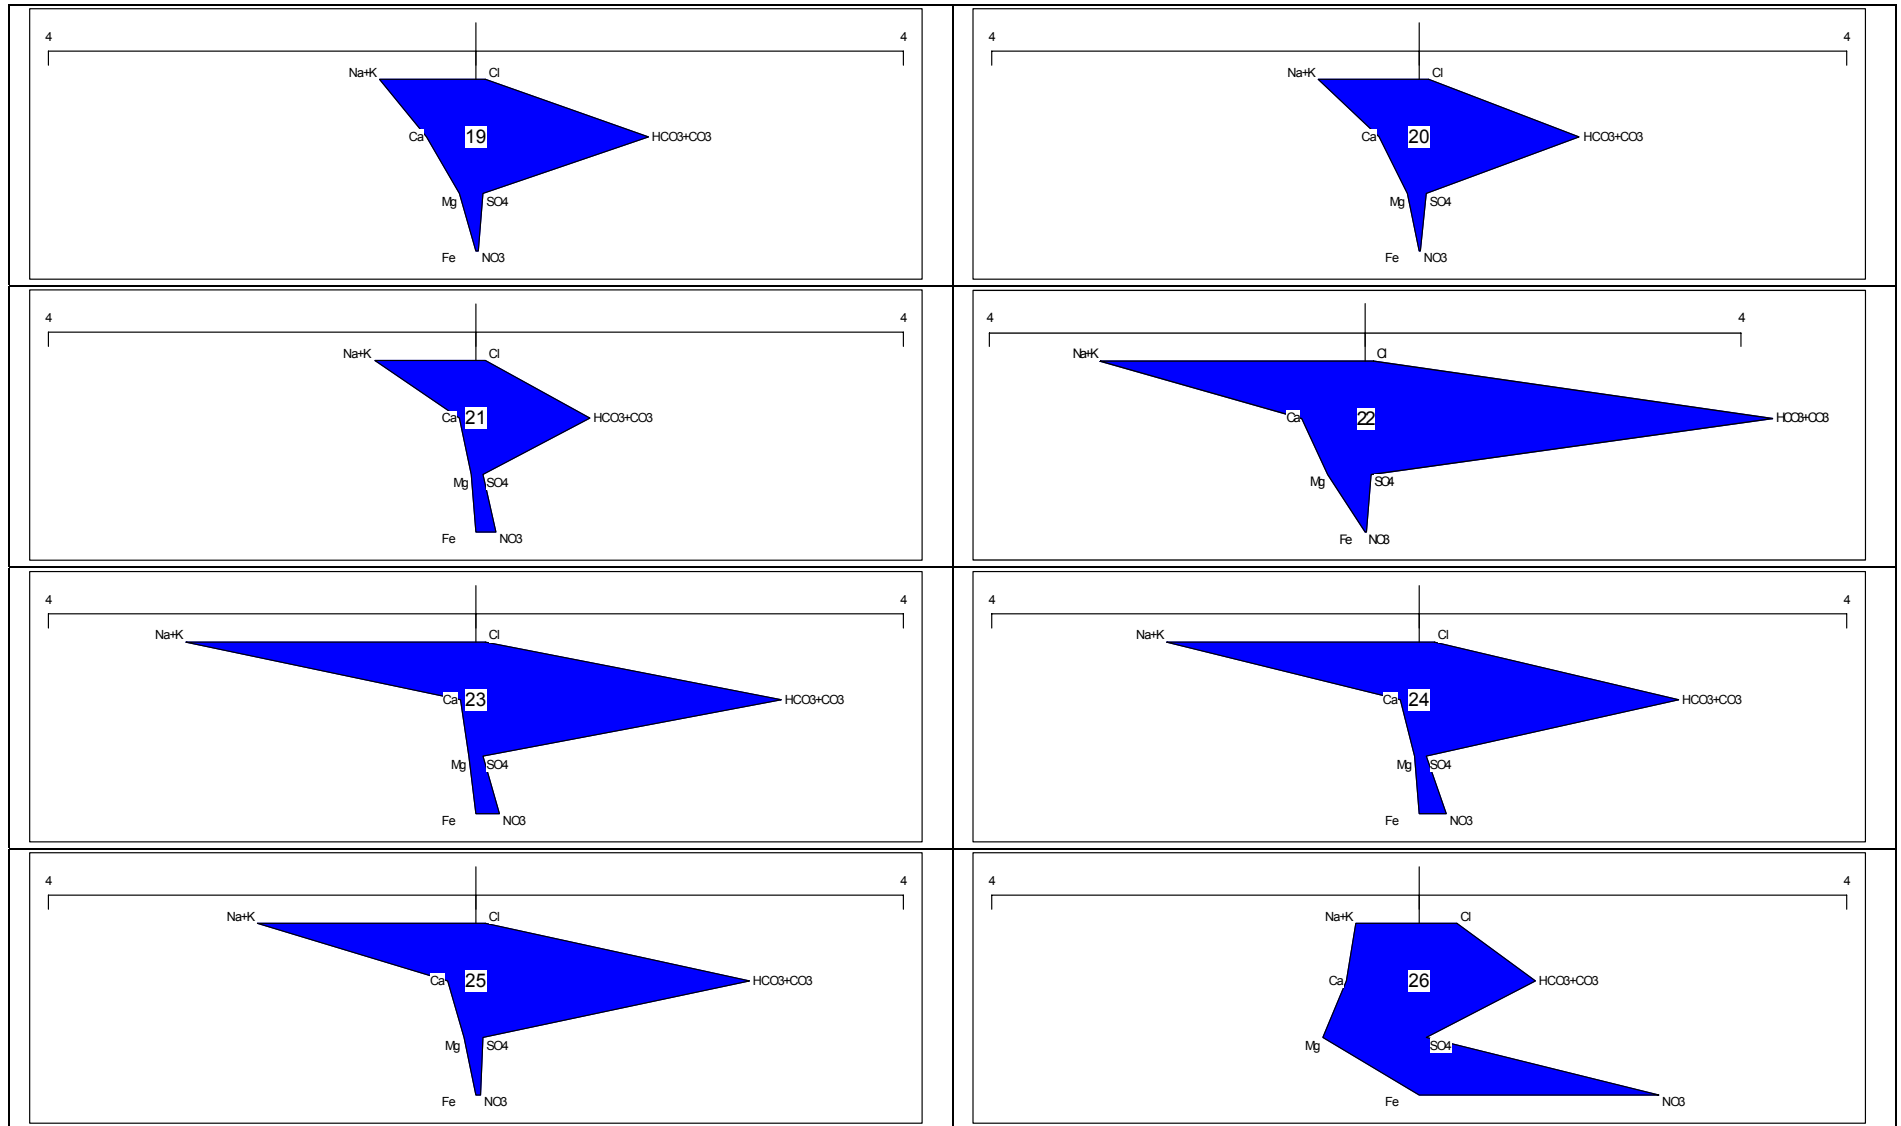 4 4
Na+K Cl
Ca 19 HCO3+CO3
Mg SO4
Fe NO3
4 4
Na+K Cl
Ca 20 HCO3+CO3
Mg SO4
Fe NO3
4 4
Na+K Cl
Ca 21 HCO3+CO3
Mg SO4
Fe NO3
4 4
Na+K Cl
Ca 22 HCO3+CO3
Mg SO4
Fe NO3
4 4
Na+K Cl
Ca 23 HCO3+CO3
Mg SO4
Fe NO3
4 4
Na+K Cl
Ca 24 HCO3+CO3
Mg SO4
Fe NO3
4 4
Na+K Cl
Ca 25 HCO3+CO3
Mg SO4
Fe NO3
4 4
Na+K Cl
Ca 26 HCO3+CO3
Mg SO4
Fe NO3